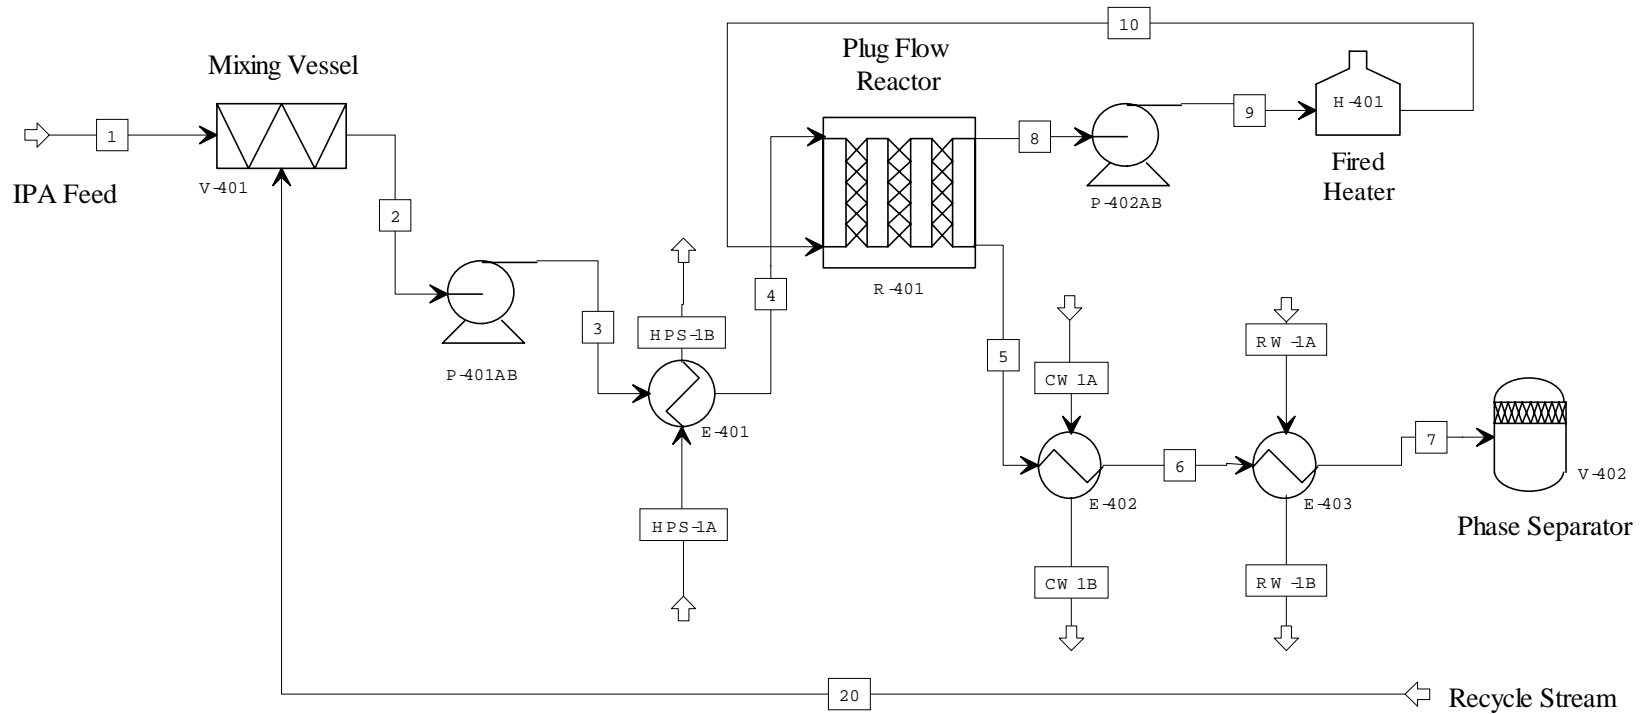 10
Plug Flow
Reactor
Mixing Vessel
H-401
9
8
1
V-401
IPA Feed
Fired
Heater
P-402AB
2
R-401
4
3
HPS-1B
5
RW-1A
P-401AB
CW 1A
E-401
7
6
V-402
E-402
E-403
HPS-1A
Phase Separator
CW 1B
RW-1B
20
Recycle Stream